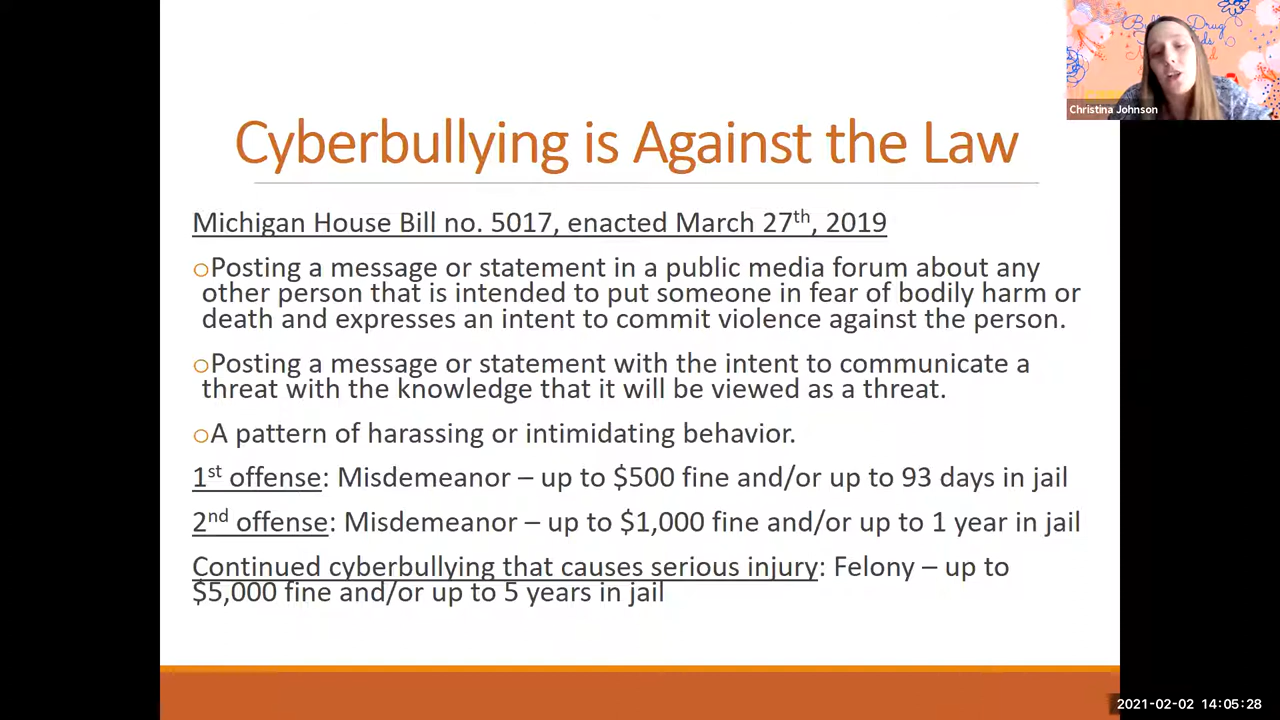 Cyberbullying is Against the Law
Michigan House Bill no. 5017, enacted March 27th, 2019
oPosting a message or statement in a public media forum about any
other person that is intended to put someone in fear of bodily harm or
death and expresses an intent to commit violence against the person.
oPosting a message or statement with the intent to communicate a
threat with the knowledge that it will be viewed as a threat.
oA pattern of harassing or intimidating behavior.
1st offense: Misdemeanor – up to $500 fine and/or up to 93 days in jail
2nd offense: Misdemeanor – up to $1,000 fine and/or up to 1 year in jail
Continued cyberbullying that causes serious injury: Felony – up to
$5,000 fine and/or up to 5 years in jail
Drug
Christina Johnson
2021-02-02 14:05:28